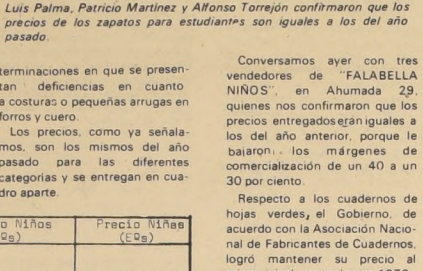 Luis Palma, Patricio Martínez y Alfonso Torrejón confirmaron que los
precios de los zapatos para estudiantes son iguales a los del año
pasado.
terminaciones en que se presen-
tan deficiencias en cuanto
a costuras o pequeñas arrugas en
forros y cuero.
Los precios, como ya señala-
mos, son los mismos del año
pasado para las diferentes
categorías y se entregan en cua-
dro aparte.
o Niños
Precio Niñas
Qs)
(EQs)
Conversamos ayer con tres
vendedores de "FALABELLA
NIÑOS", en Ahumada 29,
quienes nos confirmaron que los
precios entregados erán iguales a
los del año anterior, porque le
bajaron los márgenes de
comercialización de un 40 a un
30 por ciento.
Respecto a los cuadernos de
hojas verdes, el Gobierno, de
acuerdo con la Asociación Nacio-
nal de Fabricantes de Cuadernos,
logró mantener su precio al